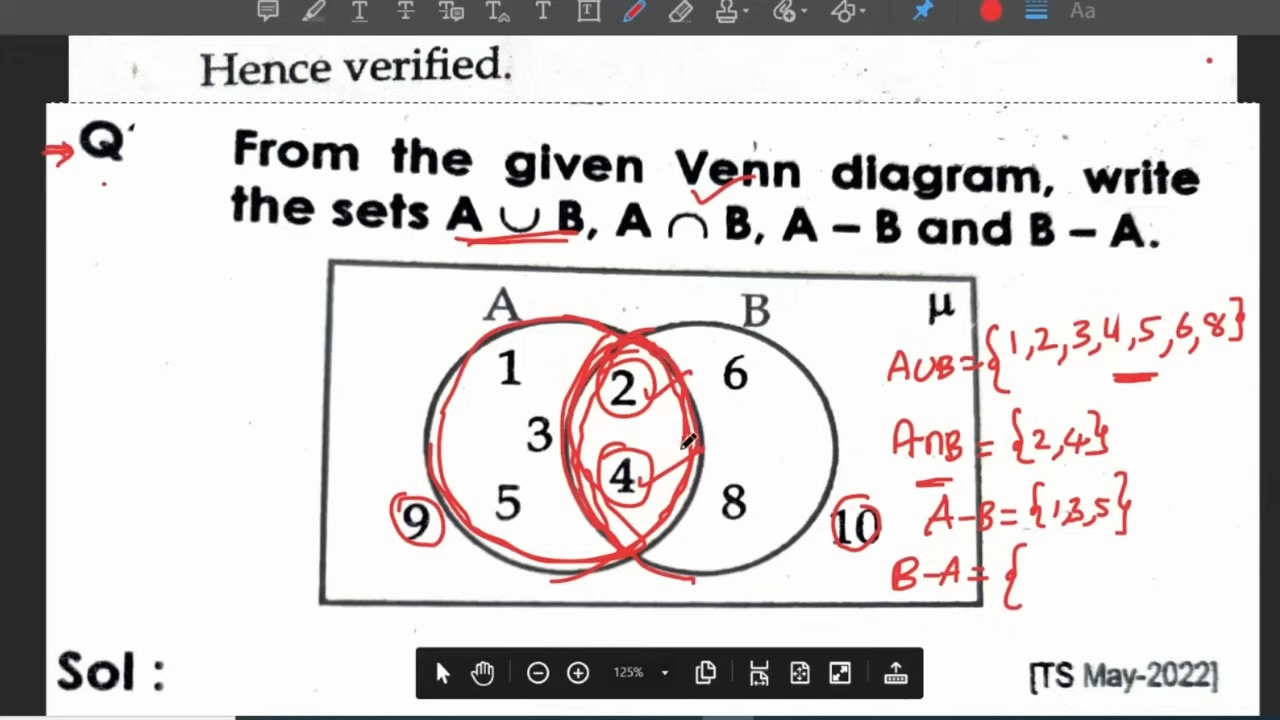 Hence verified.
Q
From the given Venn diagram, write
the sets A ∪ B, A ∩ B, A – B and B – A.
A
B
μ
1
2
6
3
4
5
8
9
10
A∪B={1,2,3,4,5,6,8}
A∩B = {2,4}
A-B={1,3,5}
B-A= {
Sol :
[TS May-2022]
125%
Aa